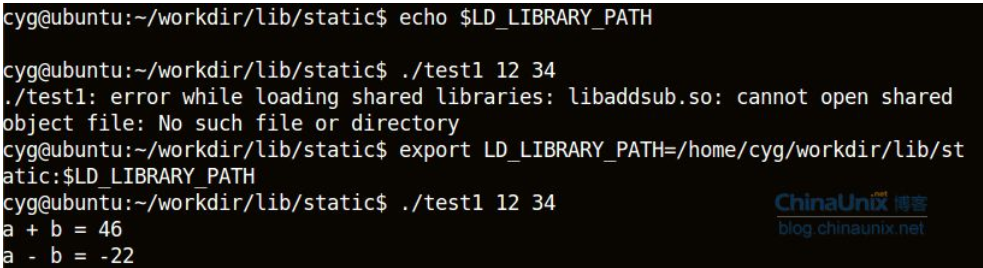 cyg@ubuntu:~/workdir/lib/static$ echo $LD_LIBRARY_PATH
cyg@ubuntu:~/workdir/lib/static$ ./test1 12 34
./test1: error while loading shared libraries: libaddsub.so: cannot open shared
object file: No such file or directory
cyg@ubuntu:~/workdir/lib/static$ export LD_LIBRARY_PATH=/home/cyg/workdir/lib/st
atic:$LD_LIBRARY_PATH
cyg@ubuntu:~/workdir/lib/static$ ./test1 12 34
a + b = 46
a - b = -22
ChinaUnix.net 博客
blog.chinaunix.net